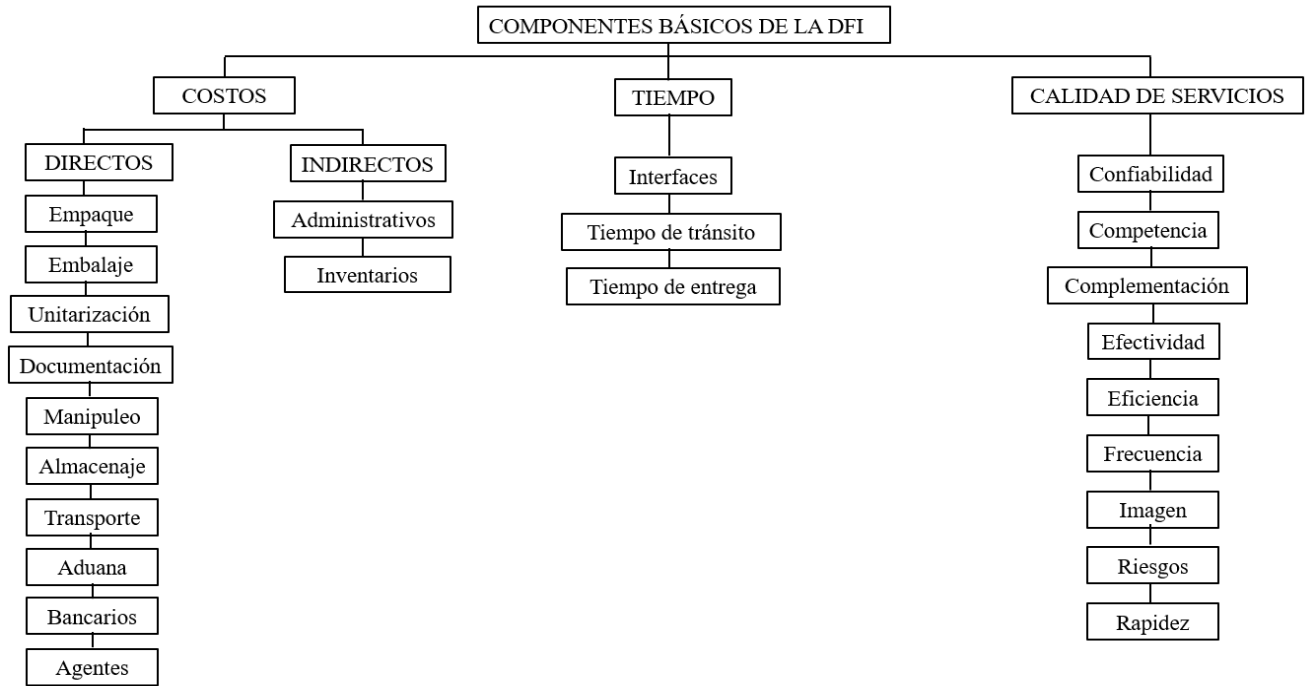 COMPONENTES BÁSICOS DE LA DFI
COSTOS
DIRECTOS
Empaque
Embalaje
Unitarización
Documentación
Manipuleo
Almacenaje
Transporte
Aduana
Bancarios
Agentes
INDIRECTOS
Administrativos
Inventarios
TIEMPO
Interfaces
Tiempo de tránsito
Tiempo de entrega
CALIDAD DE SERVICIOS
Confiabilidad
Competencia
Complementación
Efectividad
Eficiencia
Frecuencia
Imagen
Riesgos
Rapidez